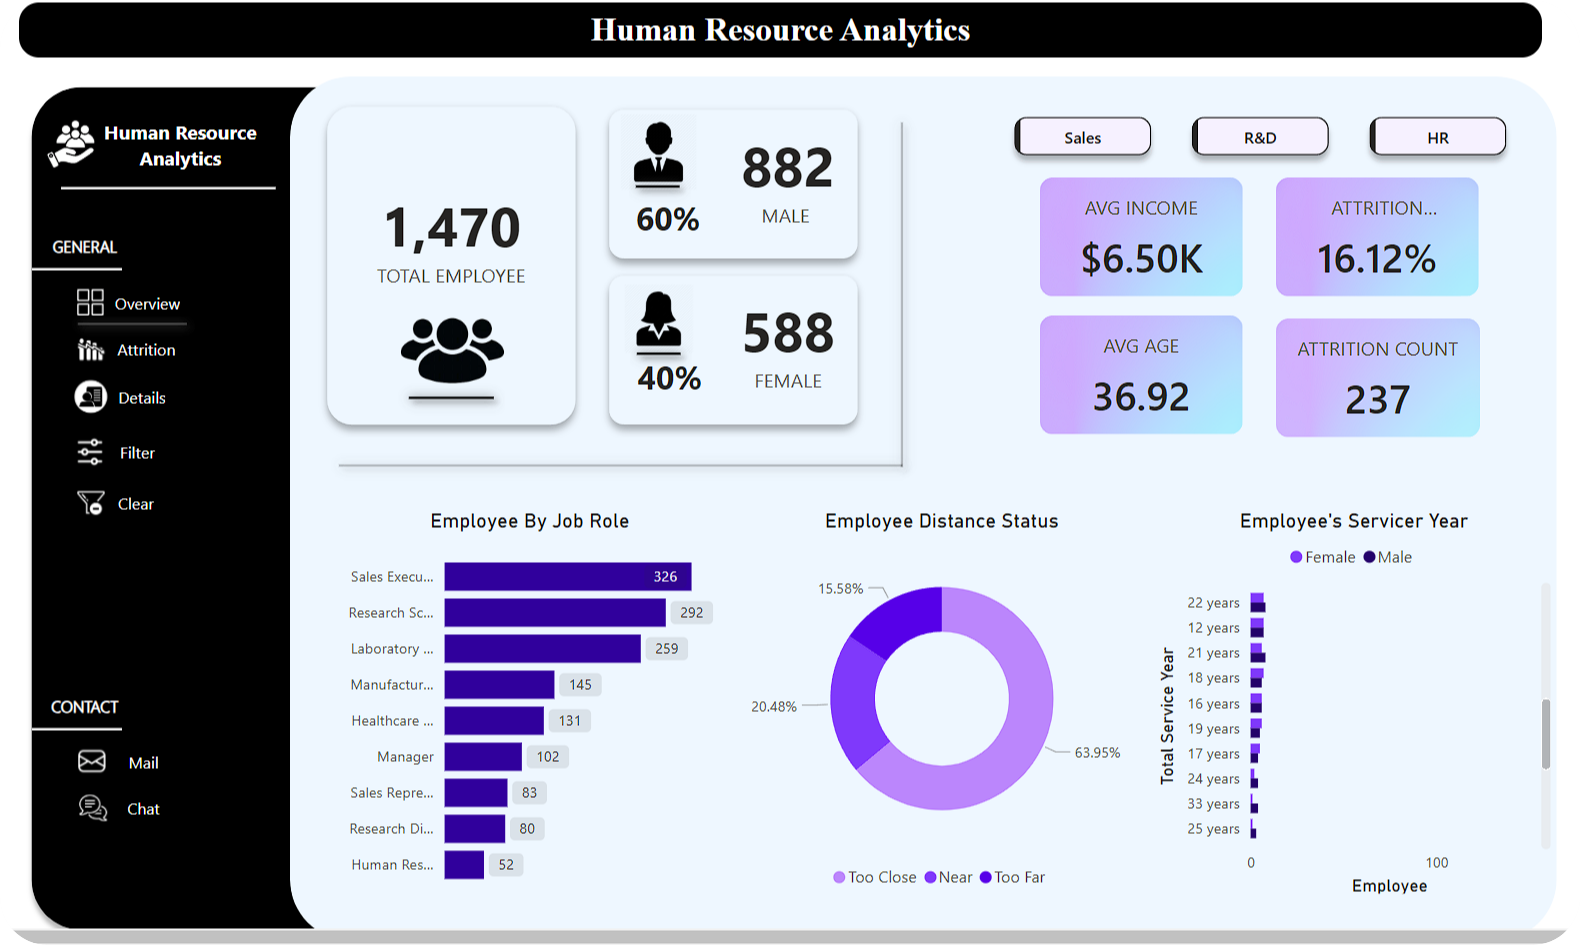 Human Resource Analytics
Human Resource
Analytics
GENERAL
Overview
Attrition
Details
Filter
Clear
CONTACT
Mail
Chat
1,470
TOTAL EMPLOYEE
882
60%
MALE
588
40%
FEMALE
Sales
R&D
HR
AVG INCOME
$6.50K
ATTRITION...
16.12%
AVG AGE
36.92
ATTRITION COUNT
237
Employee By Job Role
Sales Execu... 326
Research Sc... 292
Laboratory ... 259
Manufactur... 145
Healthcare ... 131
Manager 102
Sales Repre... 83
Research Di... 80
Human Res... 52
Employee Distance Status
15.58%
20.48%
63.95%
Too Close Near Too Far
Employee's Servicer Year
Female Male
Total Service Year
22 years
12 years
21 years
18 years
16 years
19 years
17 years
24 years
33 years
25 years
0 100
Employee